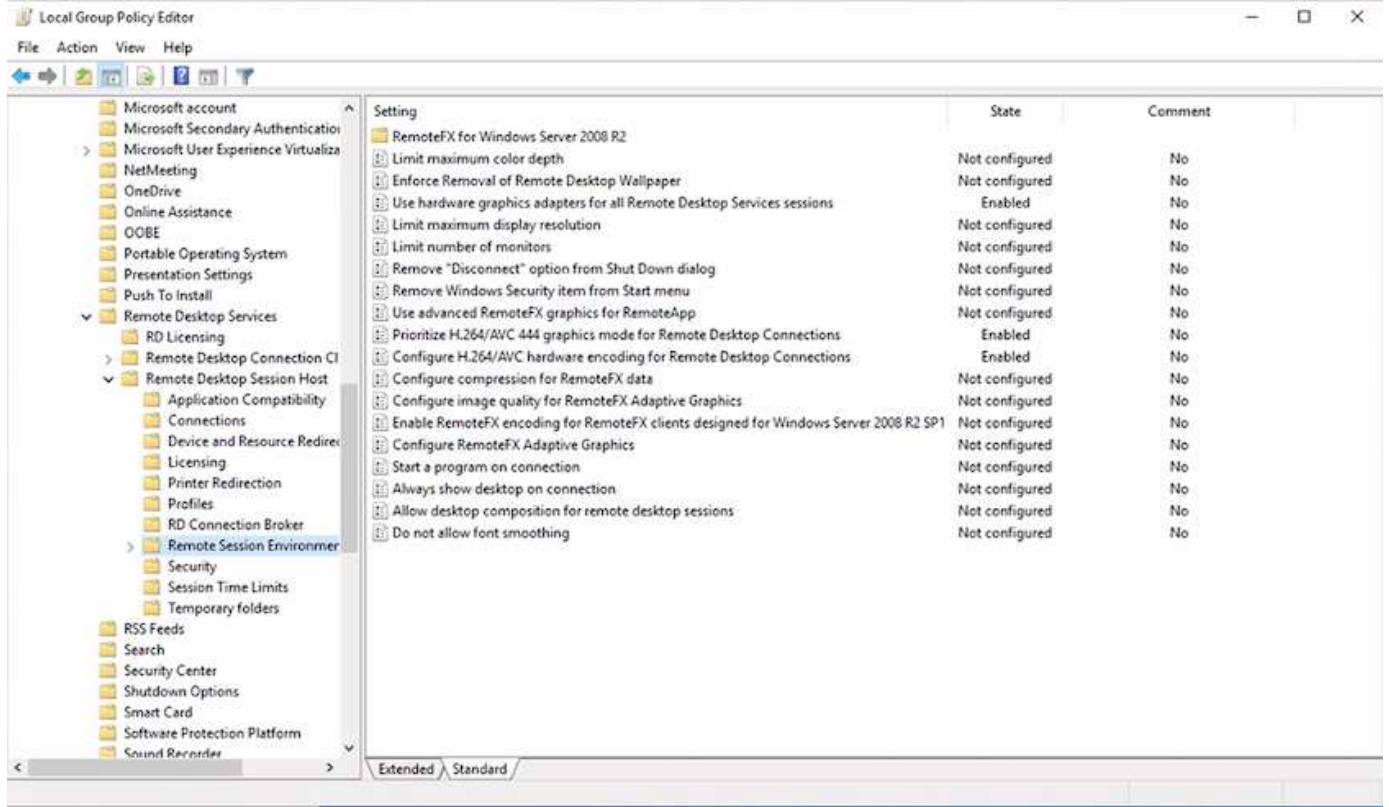 Local Group Policy Editor
File Action View Help
Microsoft account
Microsoft Secondary Authentication
Microsoft User Experience Virtualiza
NetMeeting
OneDrive
Online Assistance
OOBE
Portable Operating System
Presentation Settings
Push To Install
Remote Desktop Services
RD Licensing
Remote Desktop Connection Cl
Remote Desktop Session Host
Application Compatibility
Connections
Device and Resource Redirec
Licensing
Printer Redirection
Profiles
RD Connection Broker
Remote Session Environmen
Security
Session Time Limits
Temporary folders
RSS Feeds
Search
Security Center
Shutdown Options
Smart Card
Software Protection Platform
Sound Recorder
Setting State Comment
RemoteFX for Windows Server 2008 R2
Limit maximum color depth Not configured No
Enforce Removal of Remote Desktop Wallpaper Not configured No
Use hardware graphics adapters for all Remote Desktop Services sessions Enabled No
Limit maximum display resolution Not configured No
Limit number of monitors Not configured No
Remove "Disconnect" option from Shut Down dialog Not configured No
Remove Windows Security item from Start menu Not configured No
Use advanced RemoteFX graphics for RemoteApp Not configured No
Prioritize H.264/AVC 444 graphics mode for Remote Desktop Connections Enabled No
Configure H.264/AVC hardware encoding for Remote Desktop Connections Enabled No
Configure compression for RemoteFX data Not configured No
Configure image quality for RemoteFX Adaptive Graphics Not configured No
Enable RemoteFX encoding for RemoteFX clients designed for Windows Server 2008 R2 SP1 Not configured No
Configure RemoteFX Adaptive Graphics Not configured No
Start a program on connection Not configured No
Always show desktop on connection Not configured No
Allow desktop composition for remote desktop sessions Not configured No
Do not allow font smoothing Not configured No
Extended Standard